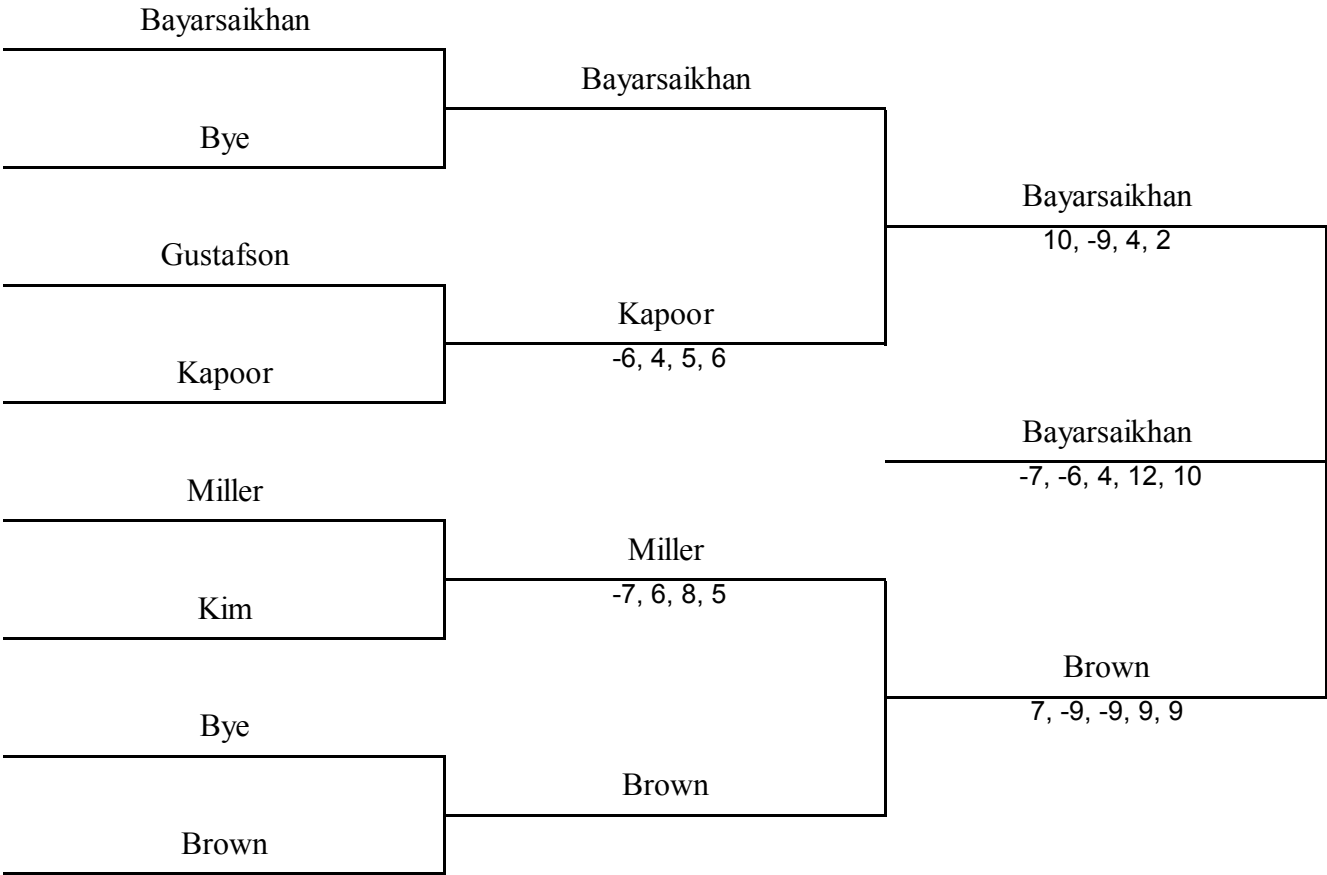 Bayarsaikhan
Bayarsaikhan
Bye
Bayarsaikhan
10, -9, 4, 2
Gustafson
Kapoor
-6, 4, 5, 6
Kapoor
Bayarsaikhan
-7, -6, 4, 12, 10
Miller
Miller
-7, 6, 8, 5
Kim
Brown
7, -9, -9, 9, 9
Bye
Brown
Brown